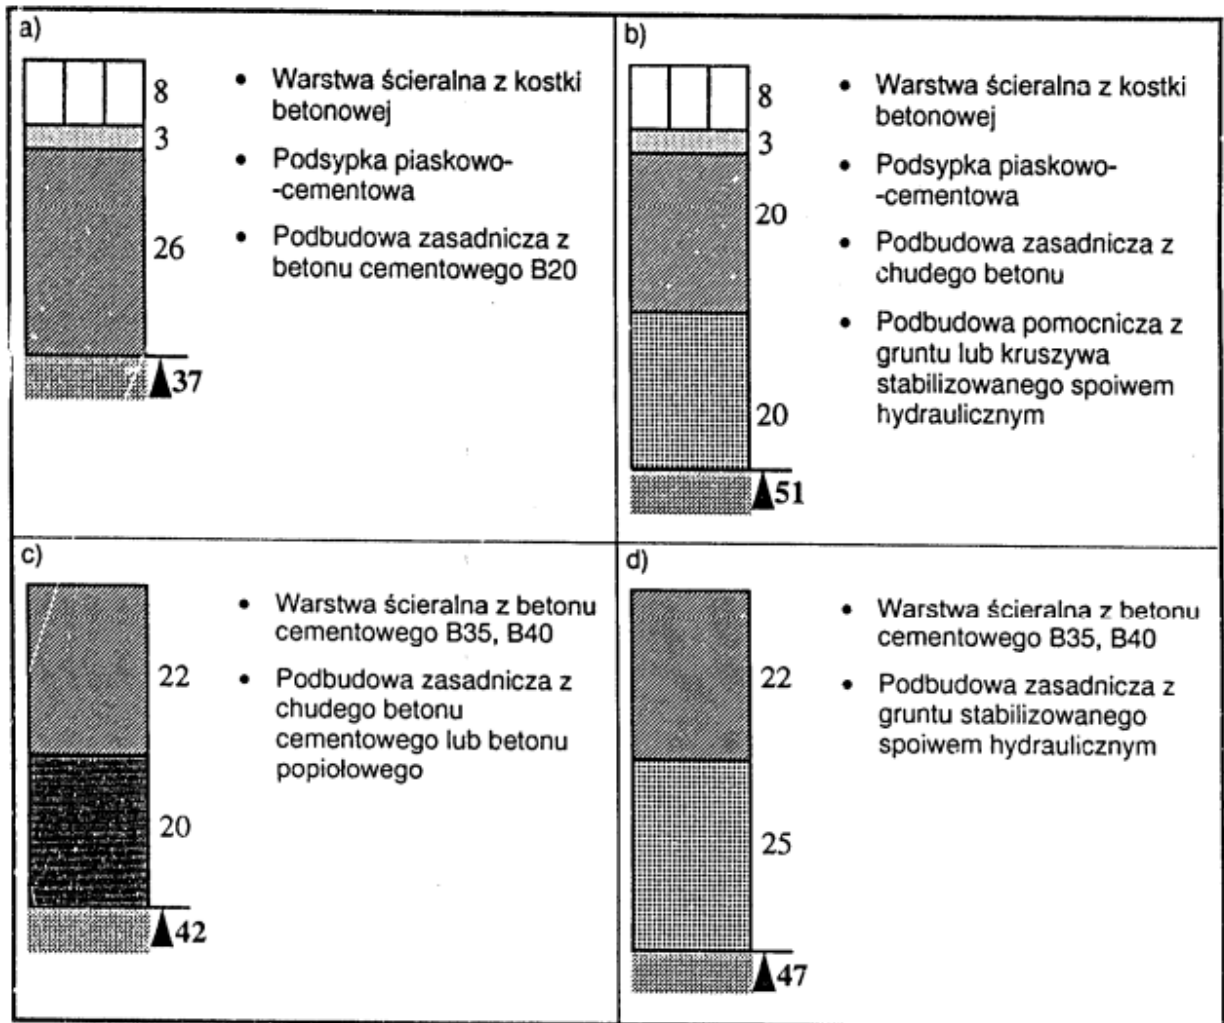 a)
8
3
26
37
• Warstwa ścieralna z kostki
betonowej
• Podsypka piaskowo-
-cementowa
• Podbudowa zasadnicza z
betonu cementowego B20
b)
8
3
20
20
51
• Warstwa ścieralna z kostki
betonowej
• Podsypka piaskowo-
-cementowa
• Podbudowa zasadnicza z
chudego betonu
• Podbudowa pomocnicza z
gruntu lub kruszywa
stabilizowanego spoiwem
hydraulicznym
c)
22
20
42
• Warstwa ścieralna z betonu
cementowego B35, B40
• Podbudowa zasadnicza z
chudego betonu
cementowego lub betonu
popiołowego
d)
22
25
47
• Warstwa ścieralna z betonu
cementowego B35, B40
• Podbudowa zasadnicza z
gruntu stabilizowanego
spoiwem hydraulicznym